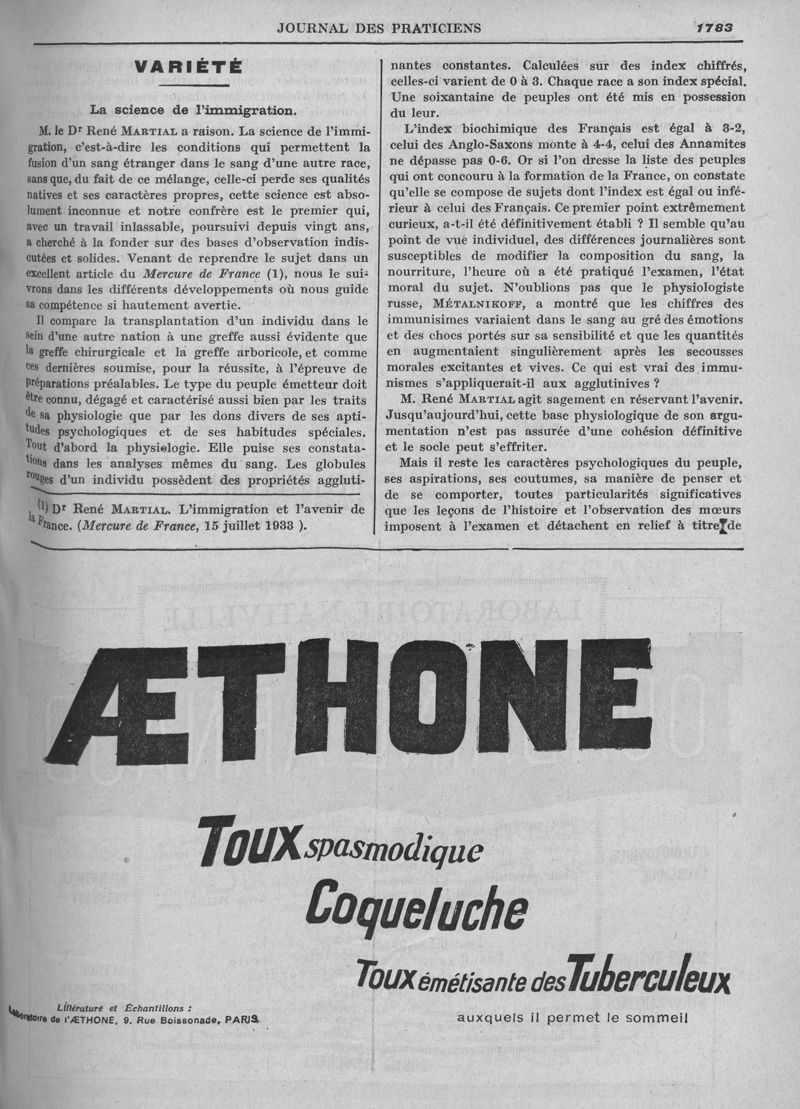 JOURNAL DES PRATICIENS 1783
VARIÉTÉ
La science de l'immigration.
M. le Dr René MARTIAL a raison. La science de l'immi-
gration, c'est-à-dire les conditions qui permettent la
fusion d'un sang étranger dans le sang d'une autre race,
sans que, du fait de ce mélange, celle-ci perde ses qualités
natives et ses caractères propres, cette science est abso-
lument inconnue et notre confrère est le premier qui,
avec un travail inlassable, poursuivi depuis vingt ans,
a cherché à la fonder sur des bases d'observation indis-
cutées et solides. Venant de reprendre le sujet dans un
excellent article du Mercure de France (1), nous le sui-
vrons dans les différents développements où nous guide
sa compétence si hautement avertie.
Il compare la transplantation d'un individu dans le
sein d'une autre nation à une greffe aussi évidente que
la greffe chirurgicale et la greffe arboricole, et comme
ces dernières soumise, pour la réussite, à l'épreuve de
préparations préalables. Le type du peuple émetteur doit
être connu, dégagé et caractérisé aussi bien par les traits
de sa physiologie que par les dons divers de ses apti-
tudes psychologiques et de ses habitudes spéciales.
Tout d'abord la physiologie. Elle puise ses constata-
tions dans les analyses mêmes du sang. Les globules
rouges d'un individu possèdent des propriétés aggluti-
(1) Dr René MARTIAL. L'immigration et l'avenir de
la France. (Mercure de France, 15 juillet 1933 ).
nantes constantes. Calculées sur des index chiffrés,
celles-ci varient de 0 à 3. Chaque race a son index spécial.
Une soixantaine de peuples ont été mis en possession
du leur.
L'index biochimique des Français est égal à 3-2,
celui des Anglo-Saxons monte à 4-4, celui des Annamites
ne dépasse pas 0-6. Or si l'on dresse la liste des peuples
qui ont concouru à la formation de la France, on constate
qu'elle se compose de sujets dont l'index est égal ou infé-
rieur à celui des Français. Ce premier point extrêmement
curieux, a-t-il été définitivement établi ? Il semble qu'au
point de vue individuel, des différences journalières sont
susceptibles de modifier la composition du sang, la
nourriture, l'heure où a été pratiqué l'examen, l'état
moral du sujet. N'oublions pas que le physiologiste
russe, MÉTALNIKOFF, a montré que les chiffres des
immunisimes variaient dans le sang au gré des émotions
et des chocs portés sur sa sensibilité et que les quantités
en augmentaient singulièrement après les secousses
morales excitantes et vives. Ce qui est vrai des immu-
nismes s'appliquerait-il aux agglutinives ?
M. René MARTIAL agit sagement en réservant l'avenir.
Jusqu'aujourd'hui, cette base physiologique de son argu-
mentation n'est pas assurée d'une cohésion définitive
et le socle peut s'effriter.
Mais il reste les caractères psychologiques du peuple,
ses aspirations, ses coutumes, sa manière de penser et
de se comporter, toutes particularités significatives
que les leçons de l'histoire et l'observation des mœurs
imposent à l'examen et détachent en relief à titre de
ÆTHONE
Toux spasmodique
Coqueluche
Toux émétisante des Tuberculeux
auxquels il permet le sommeil
Littérature et Échantillons :
Laboratoire de l'ÆTHONE, 9, Rue Boissonade, PARIS.